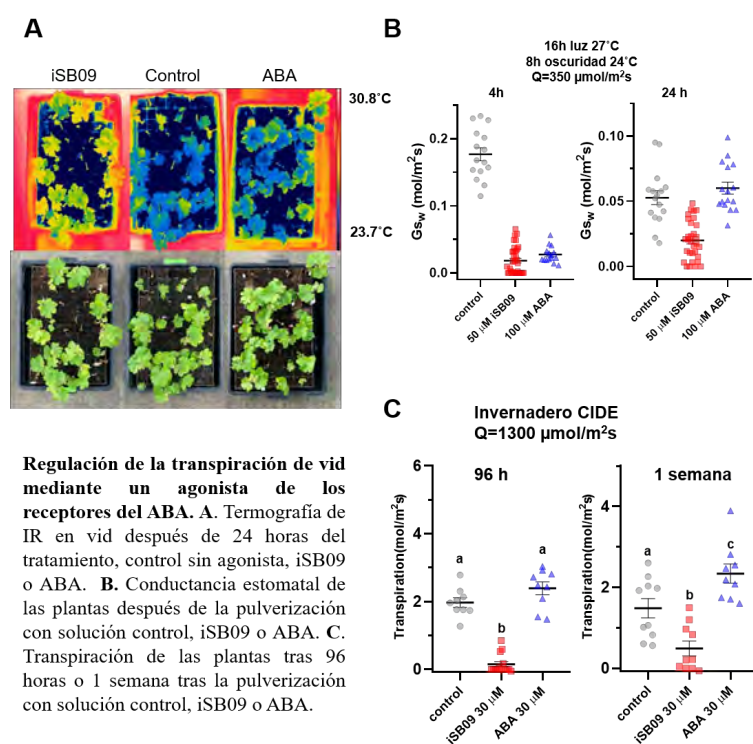 A
iSB09 Control ABA
30.8˚C
23.7˚C
B
16h luz 27˚C
8h oscuridad 24˚C
Q=350 µmol/m²s
4h
24 h
Gsw (mol/m²s)
0.2
0.1
0.0
control
50 µM iSB09
100 µM ABA
Gsw (mol/m²s)
0.10
0.05
0.00
control
50 µM iSB09
100 µM ABA
C
Invernadero CIDE
Q=1300 µmol/m²s
96 h
1 semana
Transpiration(mol/m²s)
6
4
2
0
a
b
a
control
iSB09 30 µM
ABA 30 µM
Transpiration(mol/m²s)
4
2
0
a
b
c
control
iSB09 30 µM
ABA 30 µM
Regulación de la transpiración de vid
mediante un agonista de los
receptores del ABA. A. Termografía de
IR en vid después de 24 horas del
tratamiento, control sin agonista, iSB09
o ABA. B. Conductancia estomatal de
las plantas después de la pulverización
con solución control, iSB09 o ABA. C.
Transpiración de las plantas tras 96
horas o 1 semana tras la pulverización
con solución control, iSB09 o ABA.